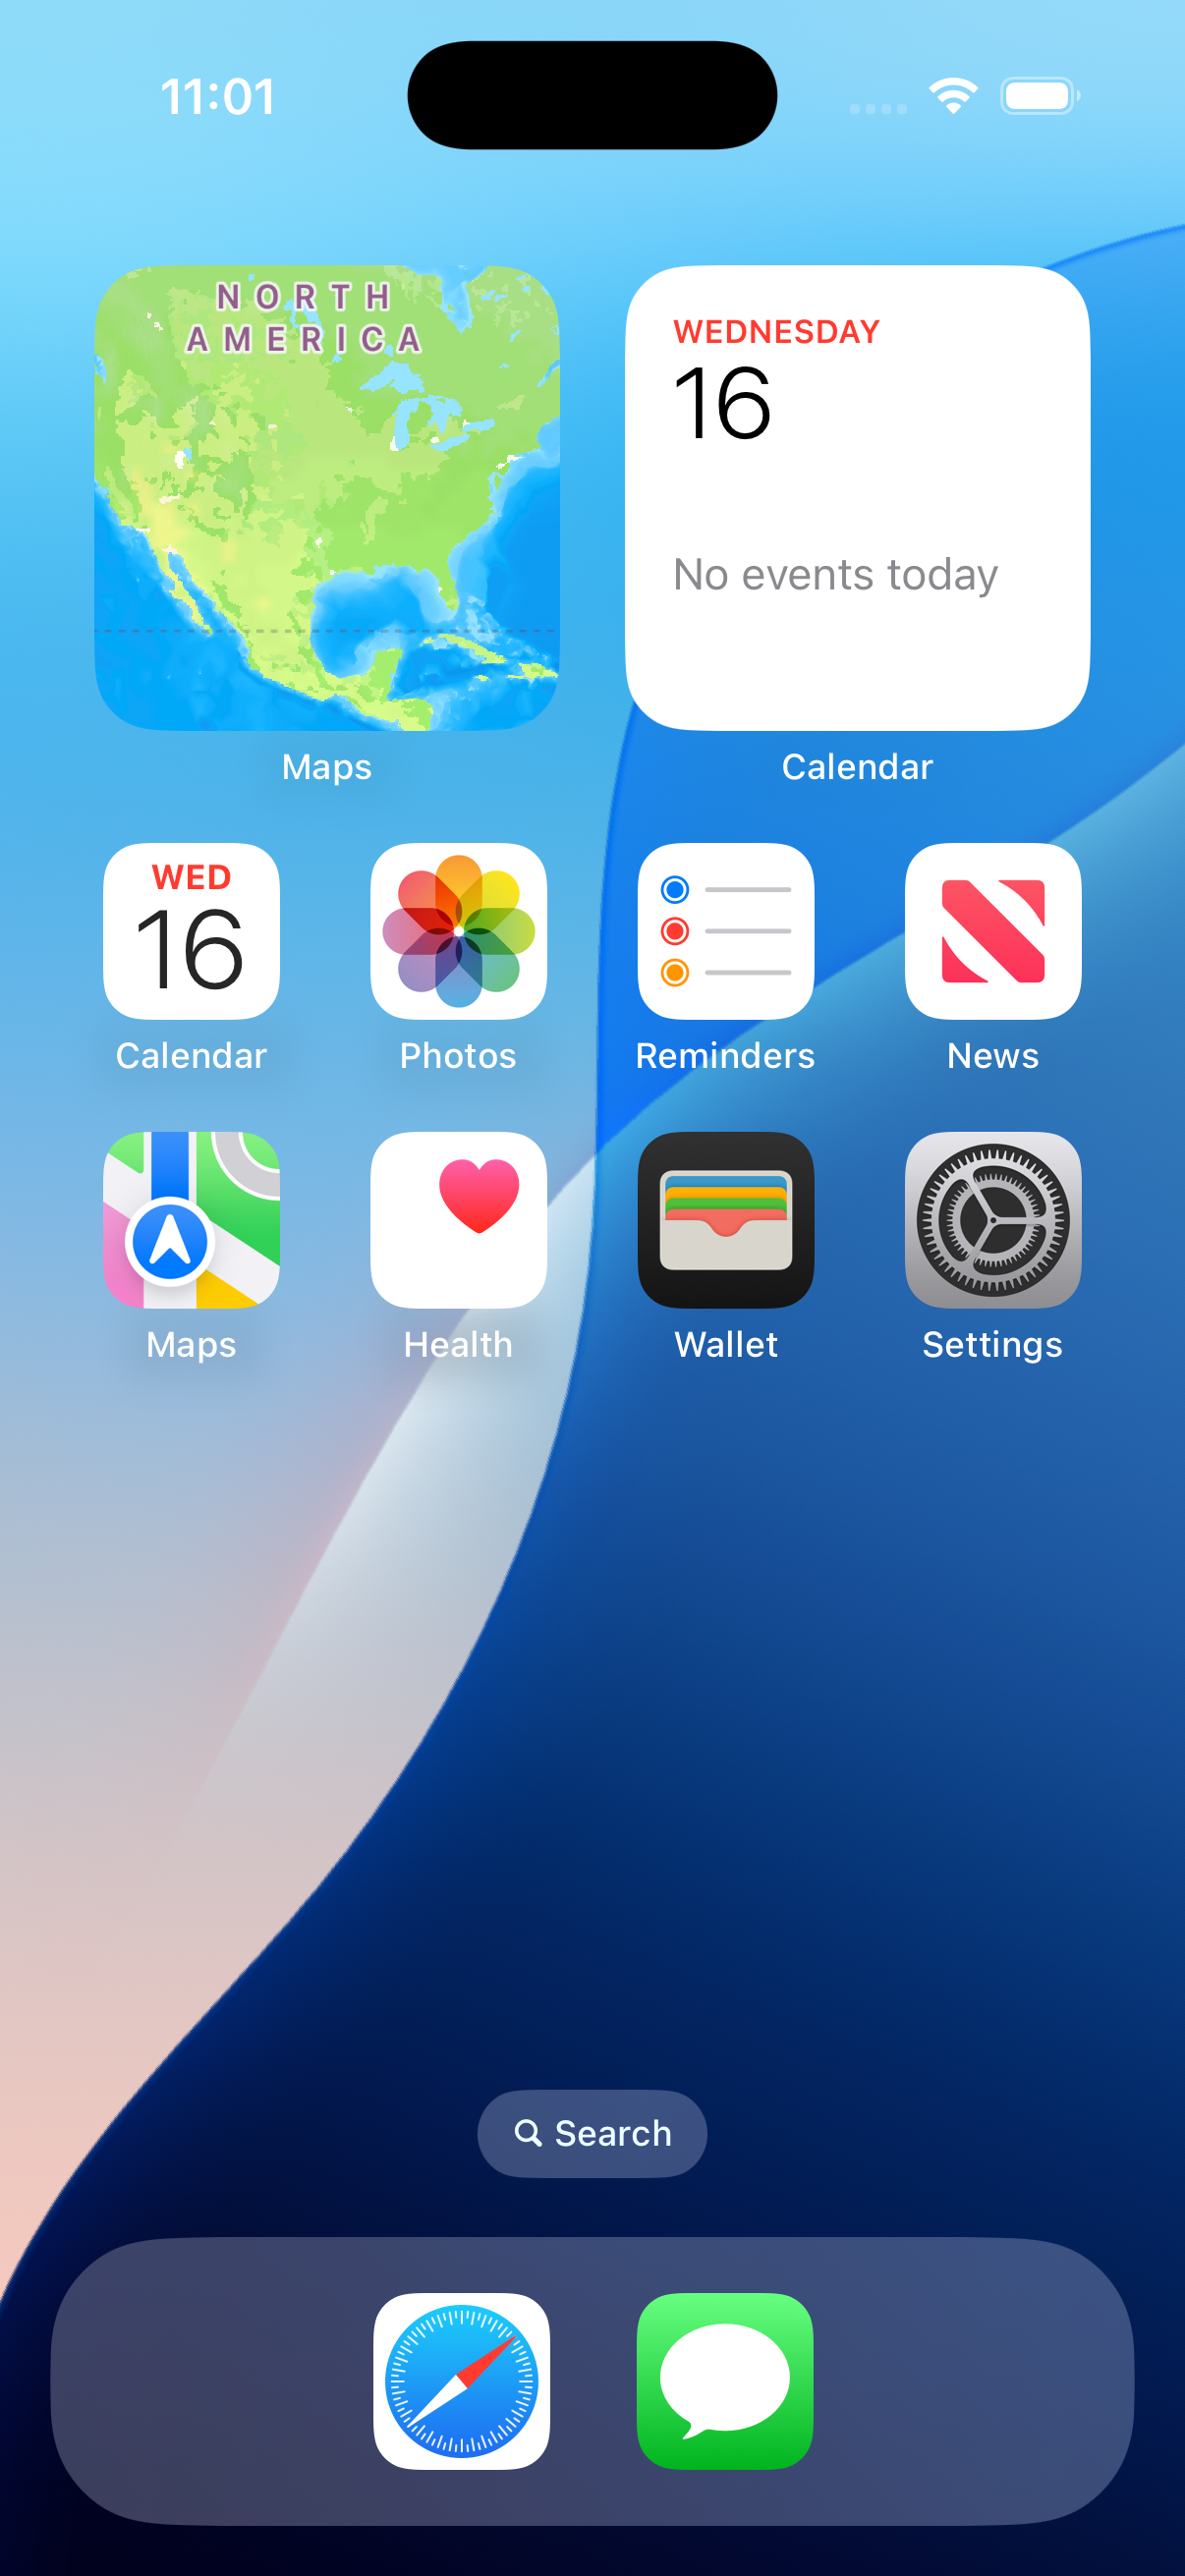 11:01
NORTH
AMERICA
Maps
WEDNESDAY
16
No events today
Calendar
WED
16
Calendar
Photos
Reminders
News
Maps
Health
Wallet
Settings
Search